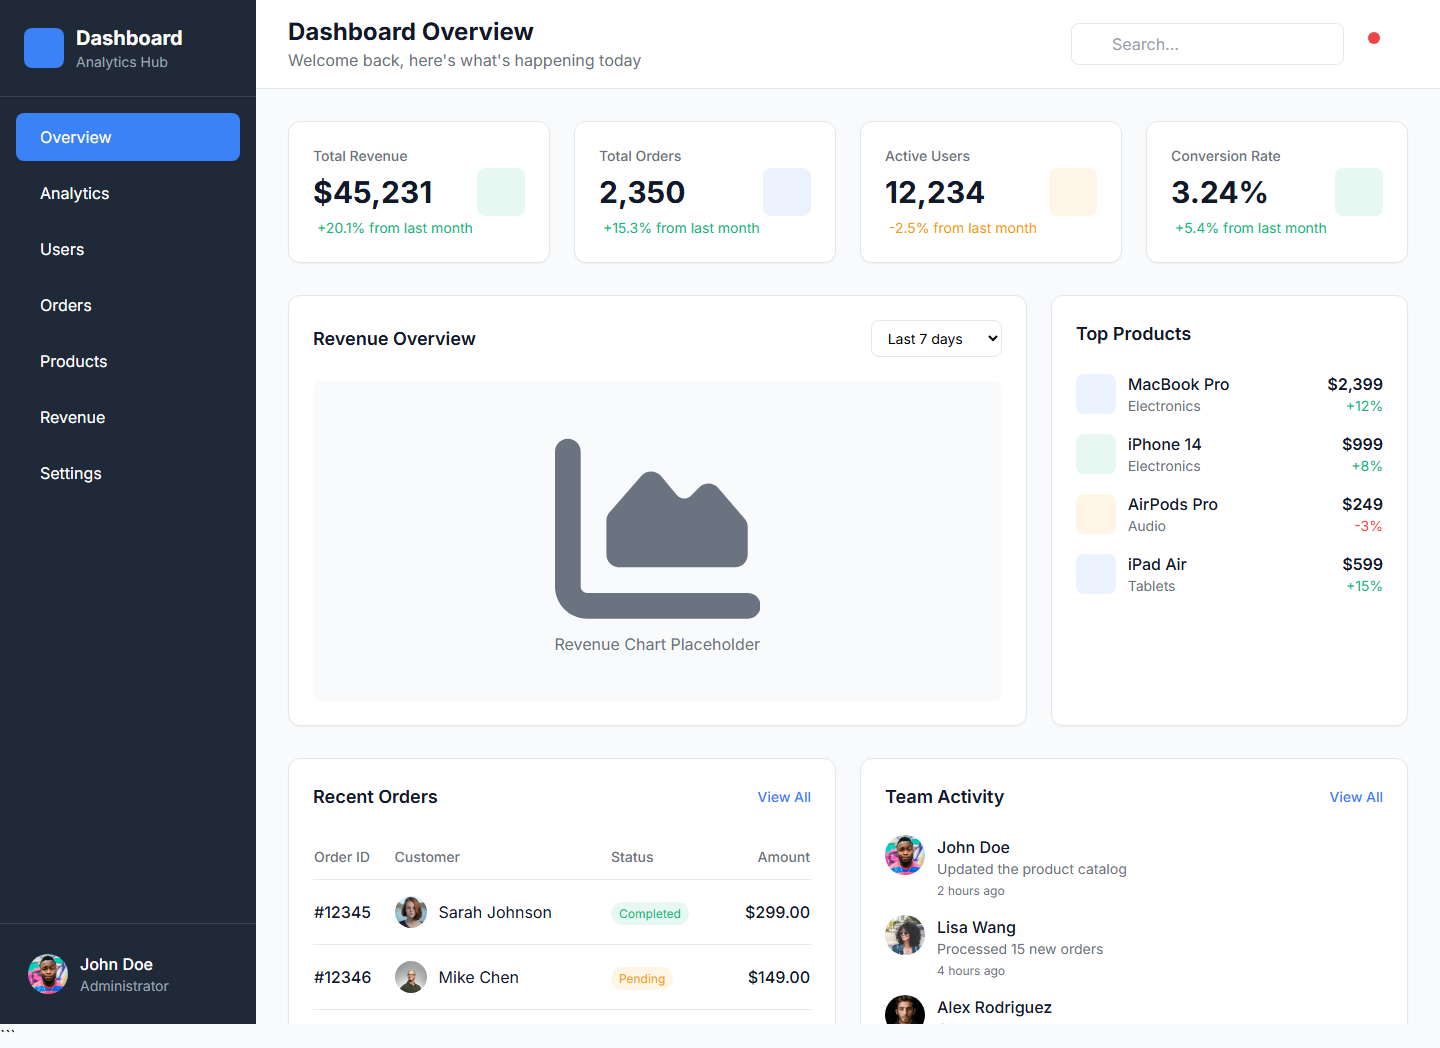 Dashboard
Analytics Hub
Overview
Analytics
Users
Orders
Products
Revenue
Settings
John Doe
Administrator
Dashboard Overview
Welcome back, here's what's happening today
Search...
Total Revenue
$45,231
+20.1% from last month
Total Orders
2,350
+15.3% from last month
Active Users
12,234
-2.5% from last month
Conversion Rate
3.24%
+5.4% from last month
Revenue Overview
Last 7 days
Revenue Chart Placeholder
Top Products
MacBook Pro $2,399
Electronics +12%
iPhone 14 $999
Electronics +8%
AirPods Pro $249
Audio -3%
iPad Air $599
Tablets +15%
Recent Orders View All
Order ID Customer Status Amount
#12345 Sarah Johnson Completed $299.00
#12346 Mike Chen Pending $149.00
Team Activity View All
John Doe
Updated the product catalog
2 hours ago
Lisa Wang
Processed 15 new orders
4 hours ago
Alex Rodriguez
```